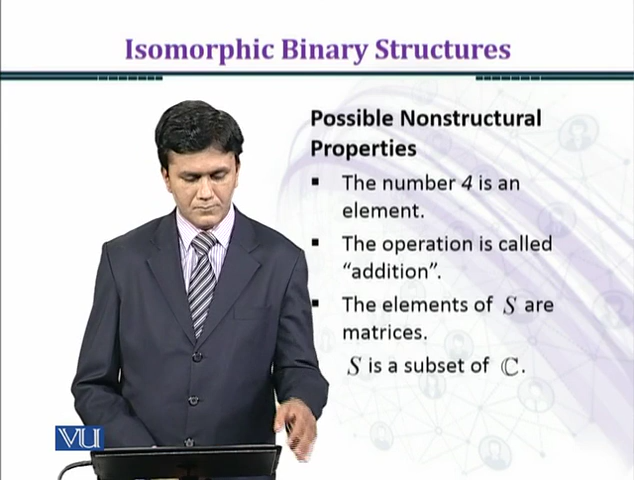 Isomorphic Binary Structures
Possible Nonstructural
Properties
▪ The number 4 is an
element.
▪ The operation is called
“addition”.
▪ The elements of S are
matrices.
S is a subset of ℂ.
VU